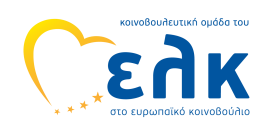 κοινοβουλευτική ομάδα του
ελκ
στο ευρωπαϊκό κοινοβούλιο